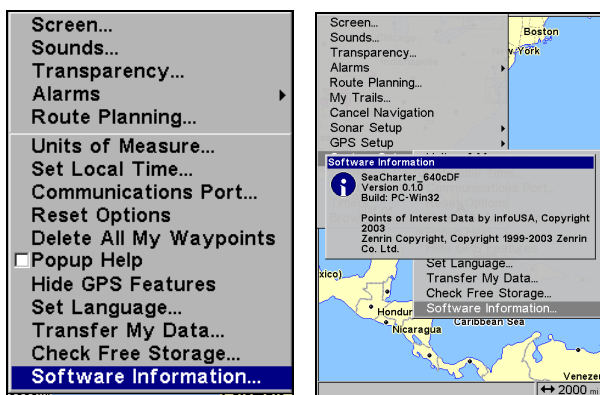 Screen...
Sounds...
Transparency...
Alarms
Route Planning...
Units of Measure...
Set Local Time...
Communications Port...
Reset Options
Delete All My Waypoints
Popup Help
Hide GPS Features
Set Language...
Transfer My Data...
Check Free Storage...
Software Information...
Screen...
Sounds...
Transparency...
Alarms
Route Planning...
My Trails...
Cancel Navigation
Sonar Setup
GPS Setup
Boston
York
Software Information
SeaCharter_640cDF
Version 0.1.0
Build: PC-Win32
Points of Interest Data by infoUSA, Copyright
2003
Zenrin Copyright, Copyright 1999-2003 Zenrin
Co. Ltd.
Set Language...
Transfer My Data...
Check Free Storage...
Software Information...
xico)
Hondur
Nicaragua
Caribbean Sea
Veneze
2000 mi